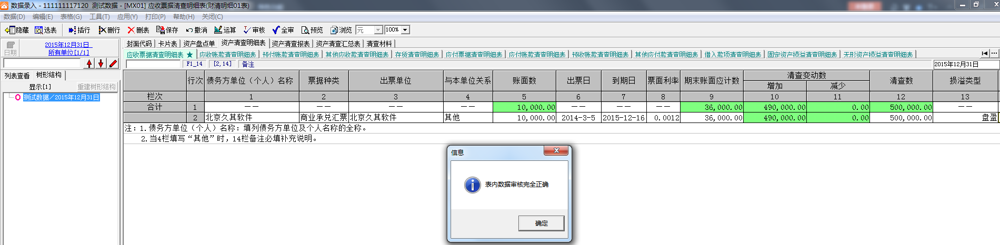 数据录入 - 111111117120  测试数据 - [MX01] 应收票据清查明细表(财清明细01表)
数据(D) 编辑(E) 表格(G) 工具(T) 应用(Y) 打印(P) 帮助(H) 关闭(C)
隐藏 选表 插行 删行 删表 保存 撤消 运算 审核 全审 预览 浏览 元 100%
日期
2015年12月31日
所有单位[1/1]
列表查看 树形结构
显示[1] 重建树形结构
测试数据／2015年12月31日
封面代码 卡片表 资产盘点单 资产清查明细表 资产清查报表 资产清查汇总表 清查材料
应收票据清查明细表 ★ 应收账款清查明细表 预付账款清查明细表 其他应收款清查明细表 存货清查明细表 应付票据清查明细表 应付账款清查明细表 预收账款清查明细表 其他应付款清查明细表 借入款项清查明细表 固定资产损溢清查明细表 无形资产损溢清查明细表
F1_14 [2,14] 备注 2015年12月31日
行次 债务方单位（个人）名称 票据种类 出票单位 与本单位关系 账面数 出票日 到期日 票面利率 期末账面应计数 清查变动数 清查数 损溢类型
增加 减少
栏次 1 2 3 4 5 6 7 8 9 10 11 12 13
合计 1 —— —— —— —— 10,000.00 —— —— —— 36,000.00 490,000.00 0.00 500,000.00 ——
2 北京久其软件 商业承兑汇票 北京久其软件 其他 10,000.00 2014-3-5 2015-12-16 0.0012 36,000.00 490,000.00 0.00 500,000.00 盘盈
注：1.债务方单位（个人）名称：填列债务方单位及个人名称的全称。
2.当4栏填写“其他”时，14栏备注必填补充说明。
信息
表内数据审核完全正确
确定